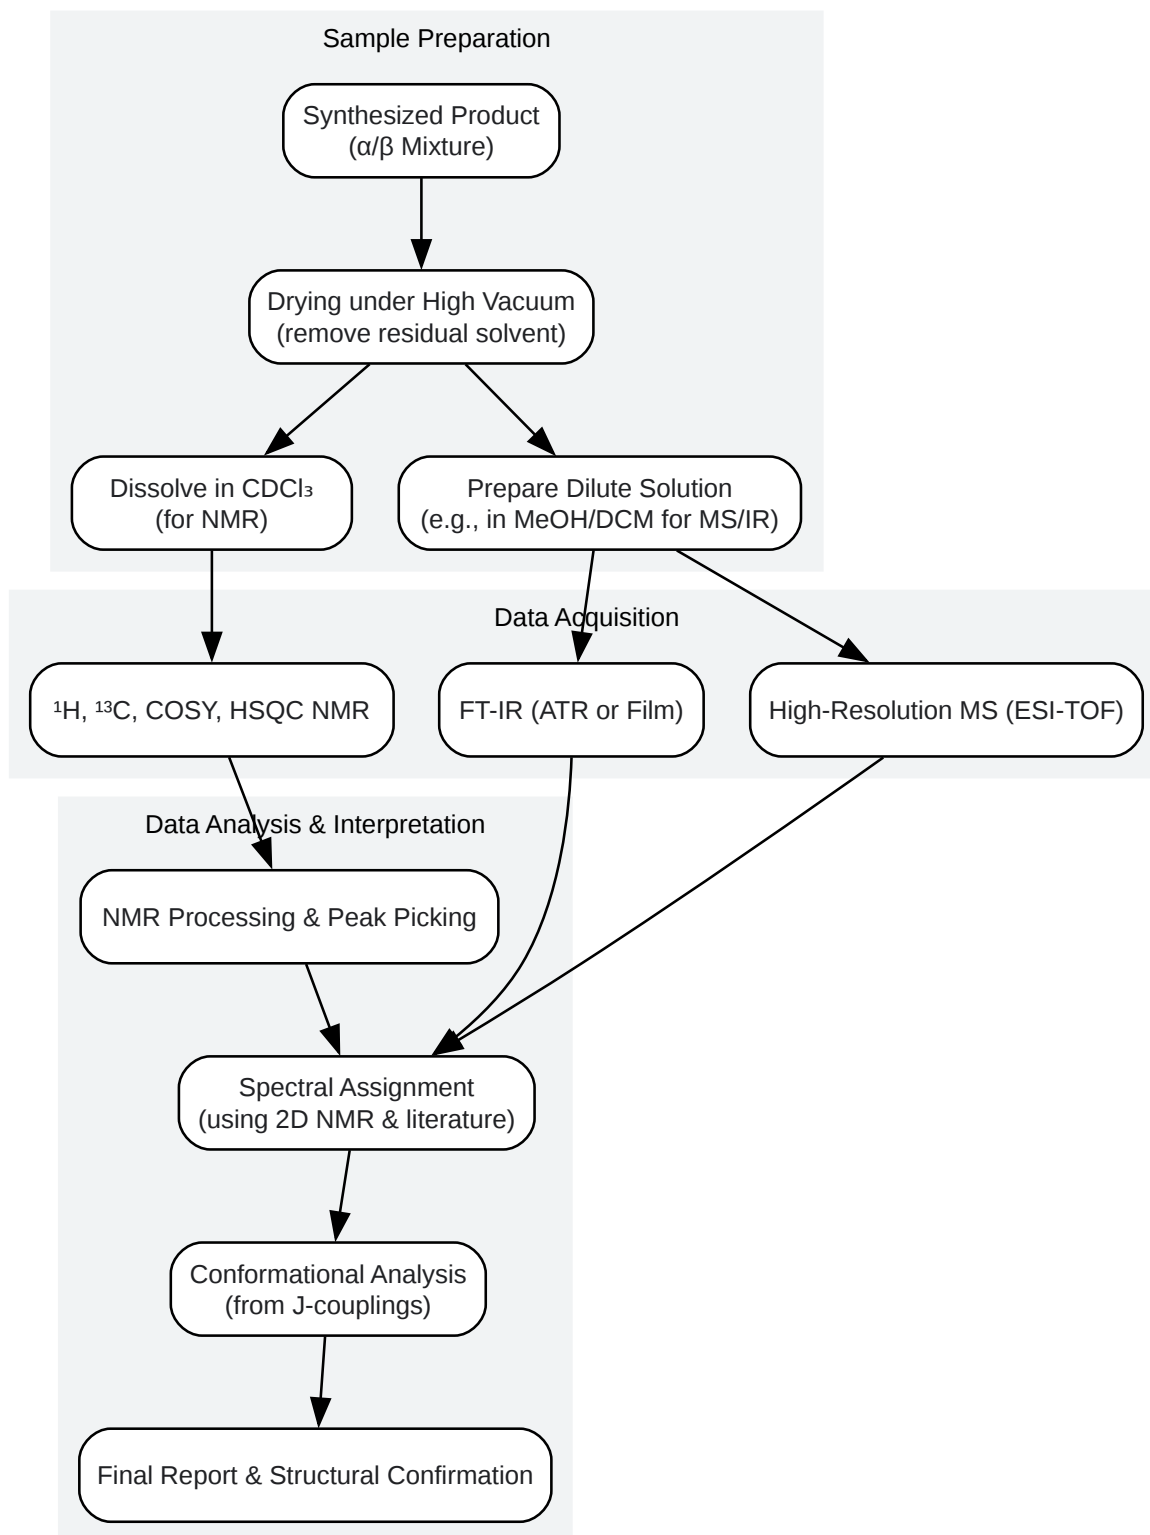 Sample Preparation
Synthesized Product
(α/β Mixture)
Drying under High Vacuum
(remove residual solvent)
Dissolve in CDCl₃
(for NMR)
Prepare Dilute Solution
(e.g., in MeOH/DCM for MS/IR)
Data Acquisition
¹H, ¹³C, COSY, HSQC NMR
FT-IR (ATR or Film)
High-Resolution MS (ESI-TOF)
Data Analysis & Interpretation
NMR Processing & Peak Picking
Spectral Assignment
(using 2D NMR & literature)
Conformational Analysis
(from J-couplings)
Final Report & Structural Confirmation